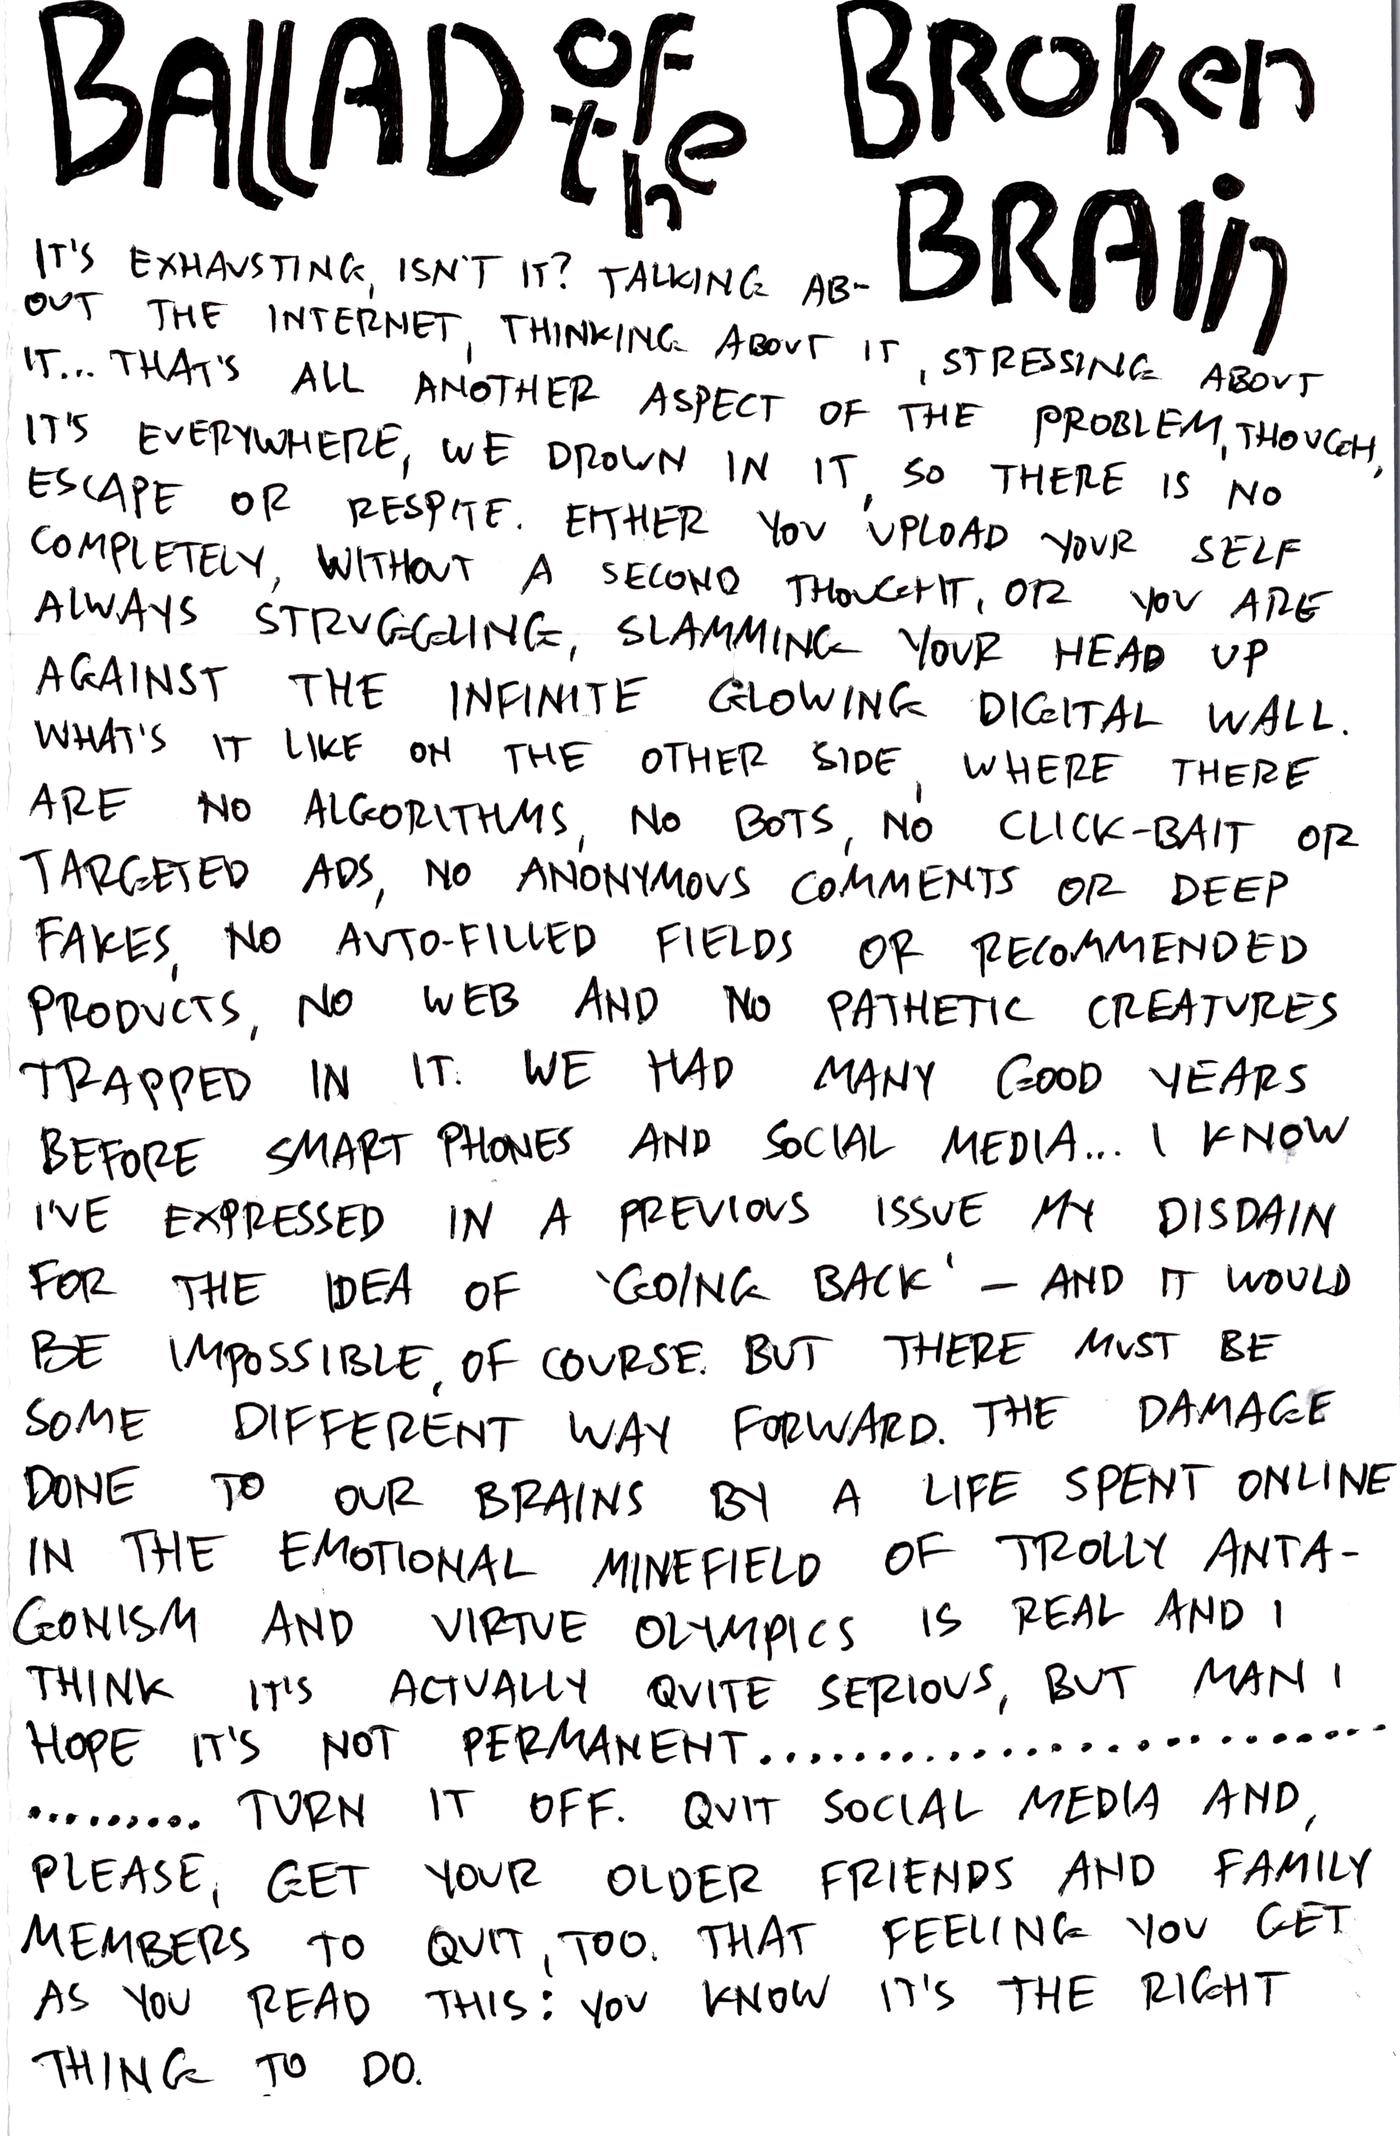 BALLAD of the BROKen
BRAin
IT'S EXHAUSTING, ISN'T IT? TALKING AB-
OUT THE INTERNET, THINKING ABOUT IT, STRESSING ABOUT
IT... THAT'S ALL ANOTHER ASPECT OF THE PROBLEM, THOUGH,
IT'S EVERYWHERE, WE DROWN IN IT, SO THERE IS NO
ESCAPE OR RESPITE. EITHER YOU UPLOAD YOUR SELF
COMPLETELY, WITHOUT A SECOND THOUGHT, OR YOU ARE
ALWAYS STRUGGLING, SLAMMING YOUR HEAD UP
AGAINST THE INFINITE GLOWING DIGITAL WALL.
WHAT'S IT LIKE ON THE OTHER SIDE, WHERE THERE
ARE NO ALGORITHMS, NO BOTS, NO CLICK-BAIT OR
TARGETED ADS, NO ANONYMOUS COMMENTS OR DEEP
FAKES, NO AUTO-FILLED FIELDS OR RECOMMENDED
PRODUCTS, NO WEB AND NO PATHETIC CREATURES
TRAPPED IN IT. WE HAD MANY GOOD YEARS
BEFORE SMART PHONES AND SOCIAL MEDIA... I KNOW
I'VE EXPRESSED IN A PREVIOUS ISSUE MY DISDAIN
FOR THE IDEA OF 'GOING BACK' — AND IT WOULD
BE IMPOSSIBLE, OF COURSE. BUT THERE MUST BE
SOME DIFFERENT WAY FORWARD. THE DAMAGE
DONE TO OUR BRAINS BY A LIFE SPENT ONLINE
IN THE EMOTIONAL MINEFIELD OF TROLLY ANTA-
GONISM AND VIRTUE OLYMPICS IS REAL AND I
THINK IT'S ACTUALLY QUITE SERIOUS, BUT MAN I
HOPE IT'S NOT PERMANENT..........................
......... TURN IT OFF. QUIT SOCIAL MEDIA AND,
PLEASE, GET YOUR OLDER FRIENDS AND FAMILY
MEMBERS TO QUIT, TOO. THAT FEELING YOU GET
AS YOU READ THIS: YOU KNOW IT'S THE RIGHT
THING TO DO.